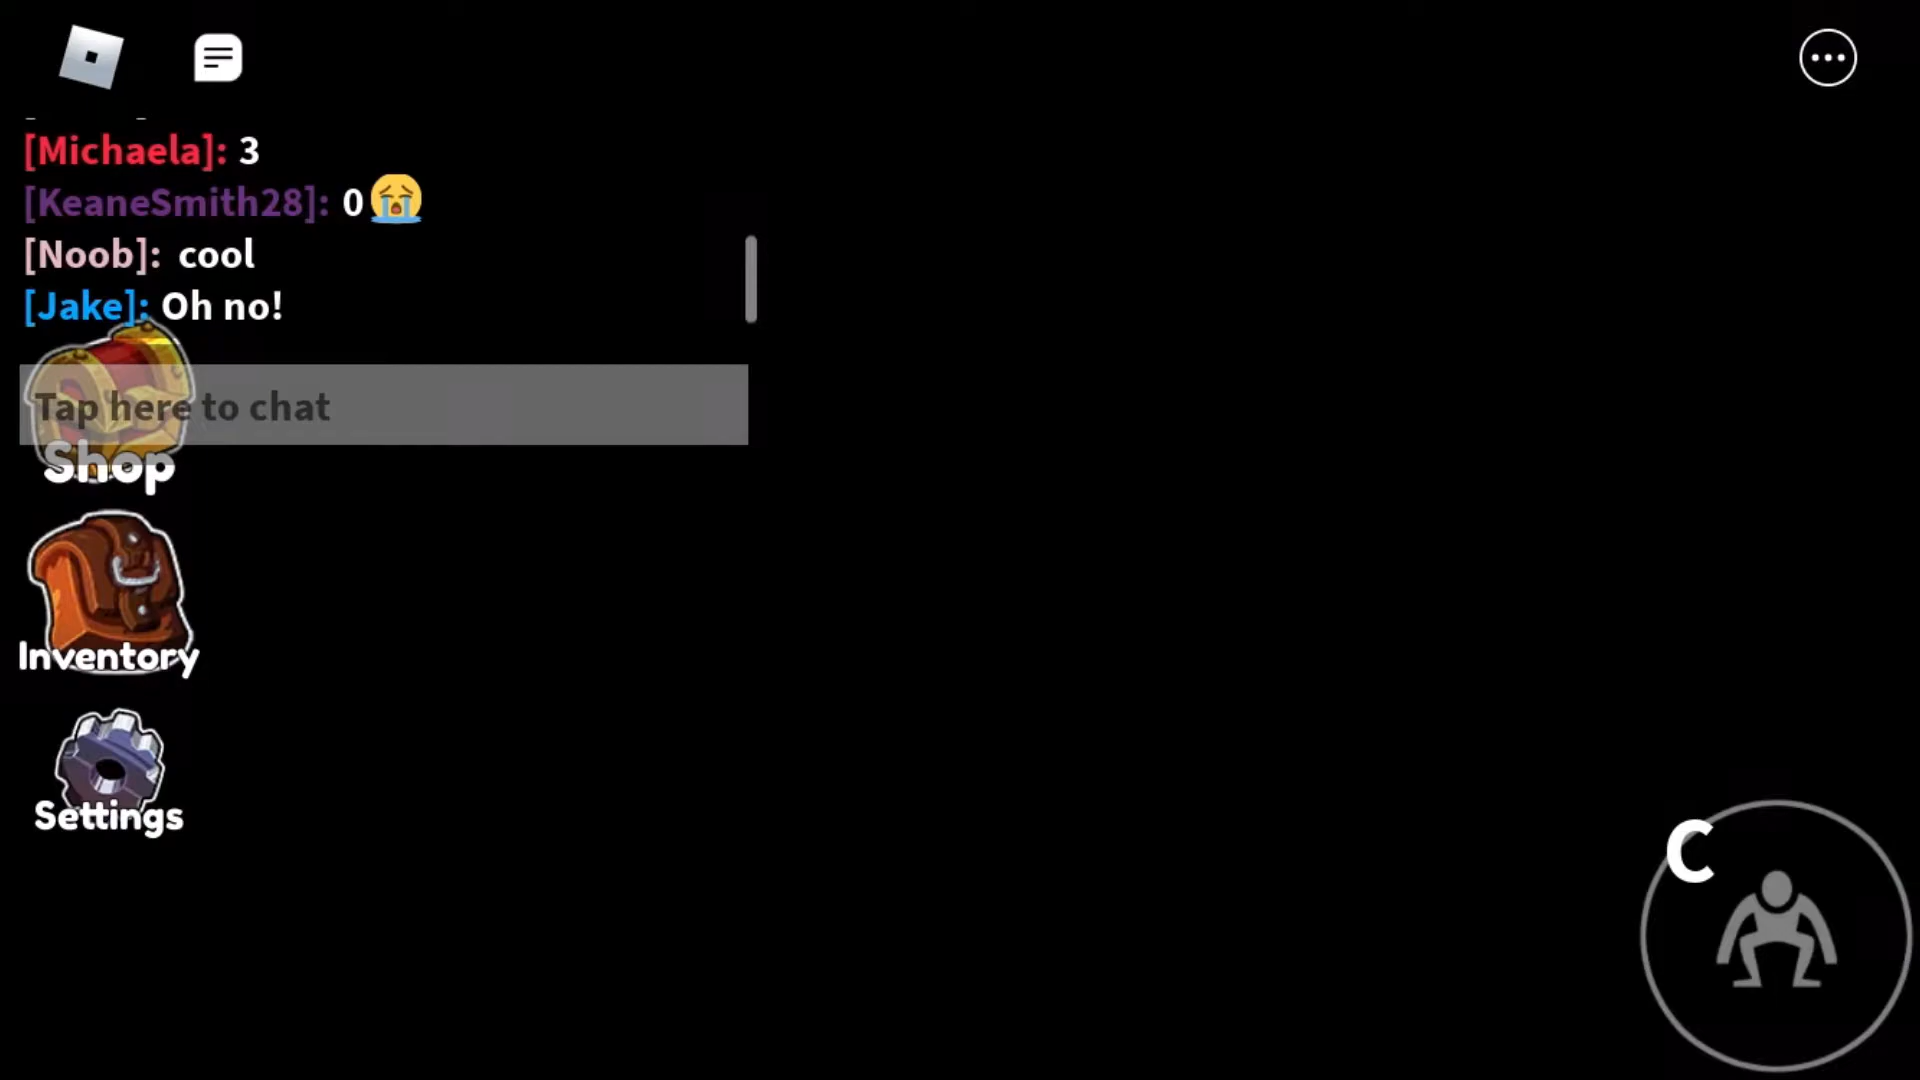 [Michaela]: 3
[KeaneSmith28]: 0😭
[Noob]: cool
[Jake]: Oh no!
Tap here to chat
Shop
Inventory
Settings
C